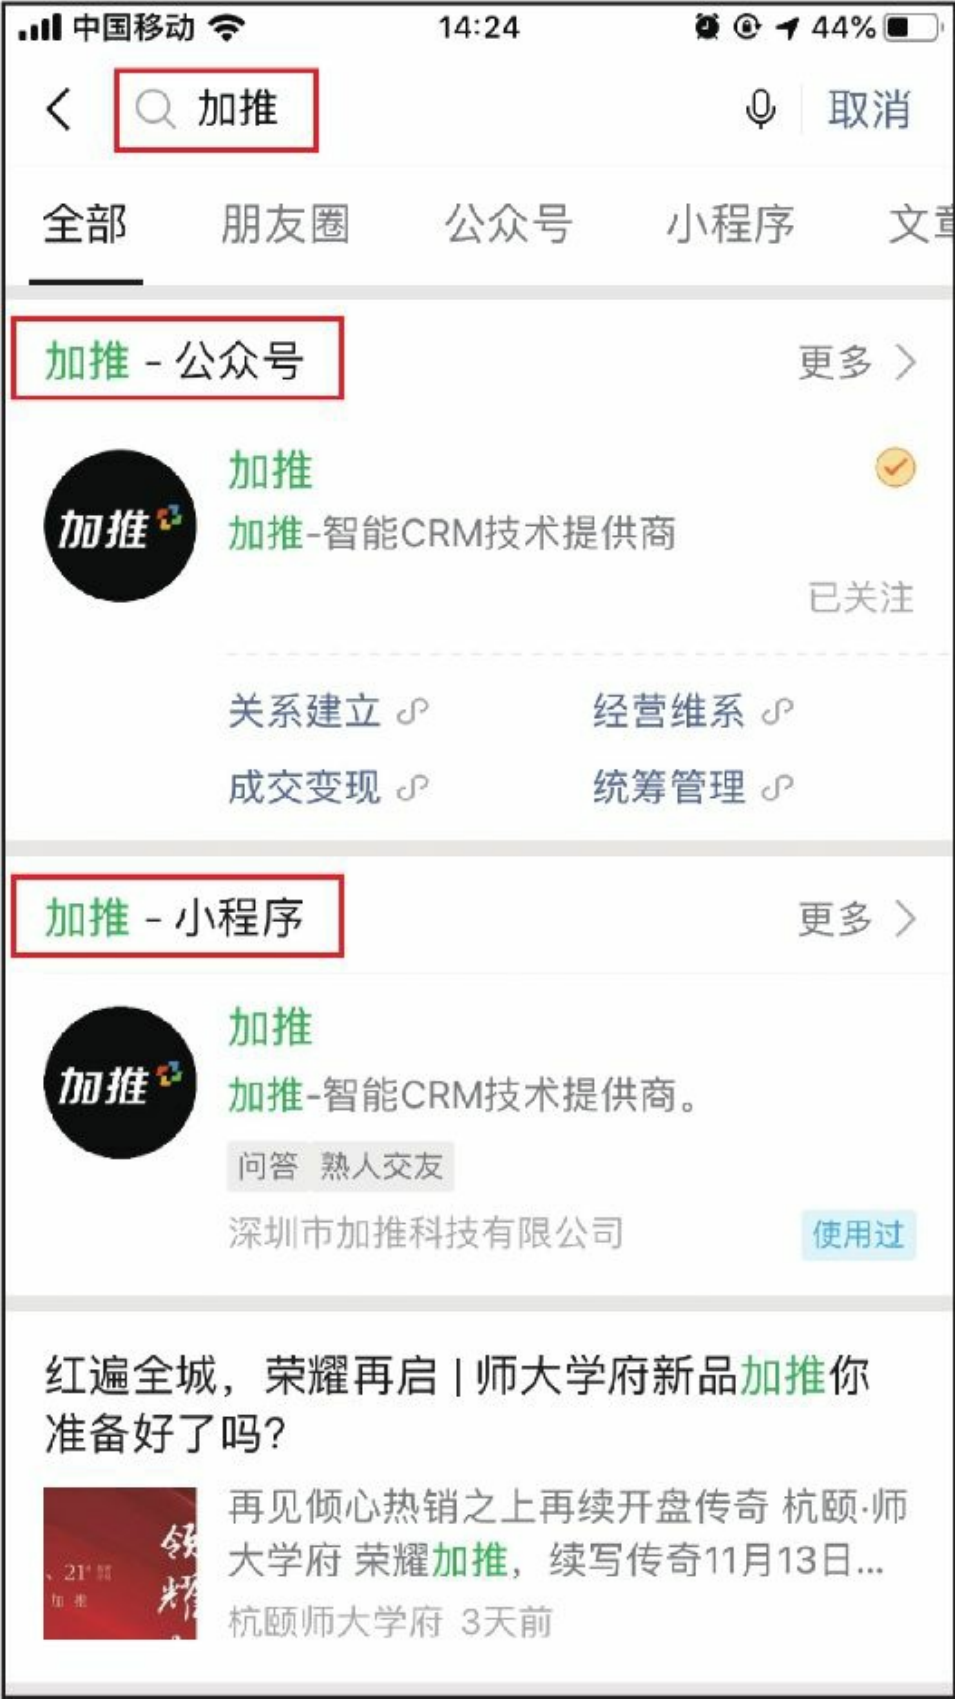 中国移动 14:24 44%
加推 取消
全部 朋友圈 公众号 小程序 文章
加推 - 公众号 更多
加推
加推
加推-智能CRM技术提供商
已关注
关系建立 经营维系
成交变现 统筹管理
加推 - 小程序 更多
加推
加推
加推-智能CRM技术提供商。
问答 熟人交友
深圳市加推科技有限公司 使用过
红遍全城，荣耀再启 | 师大学府新品加推你
准备好了吗?
再见倾心热销之上再续开盘传奇 杭颐·师
大学府 荣耀加推，续写传奇11月13日...
领
耀
、21
加推
杭颐师大学府 3天前